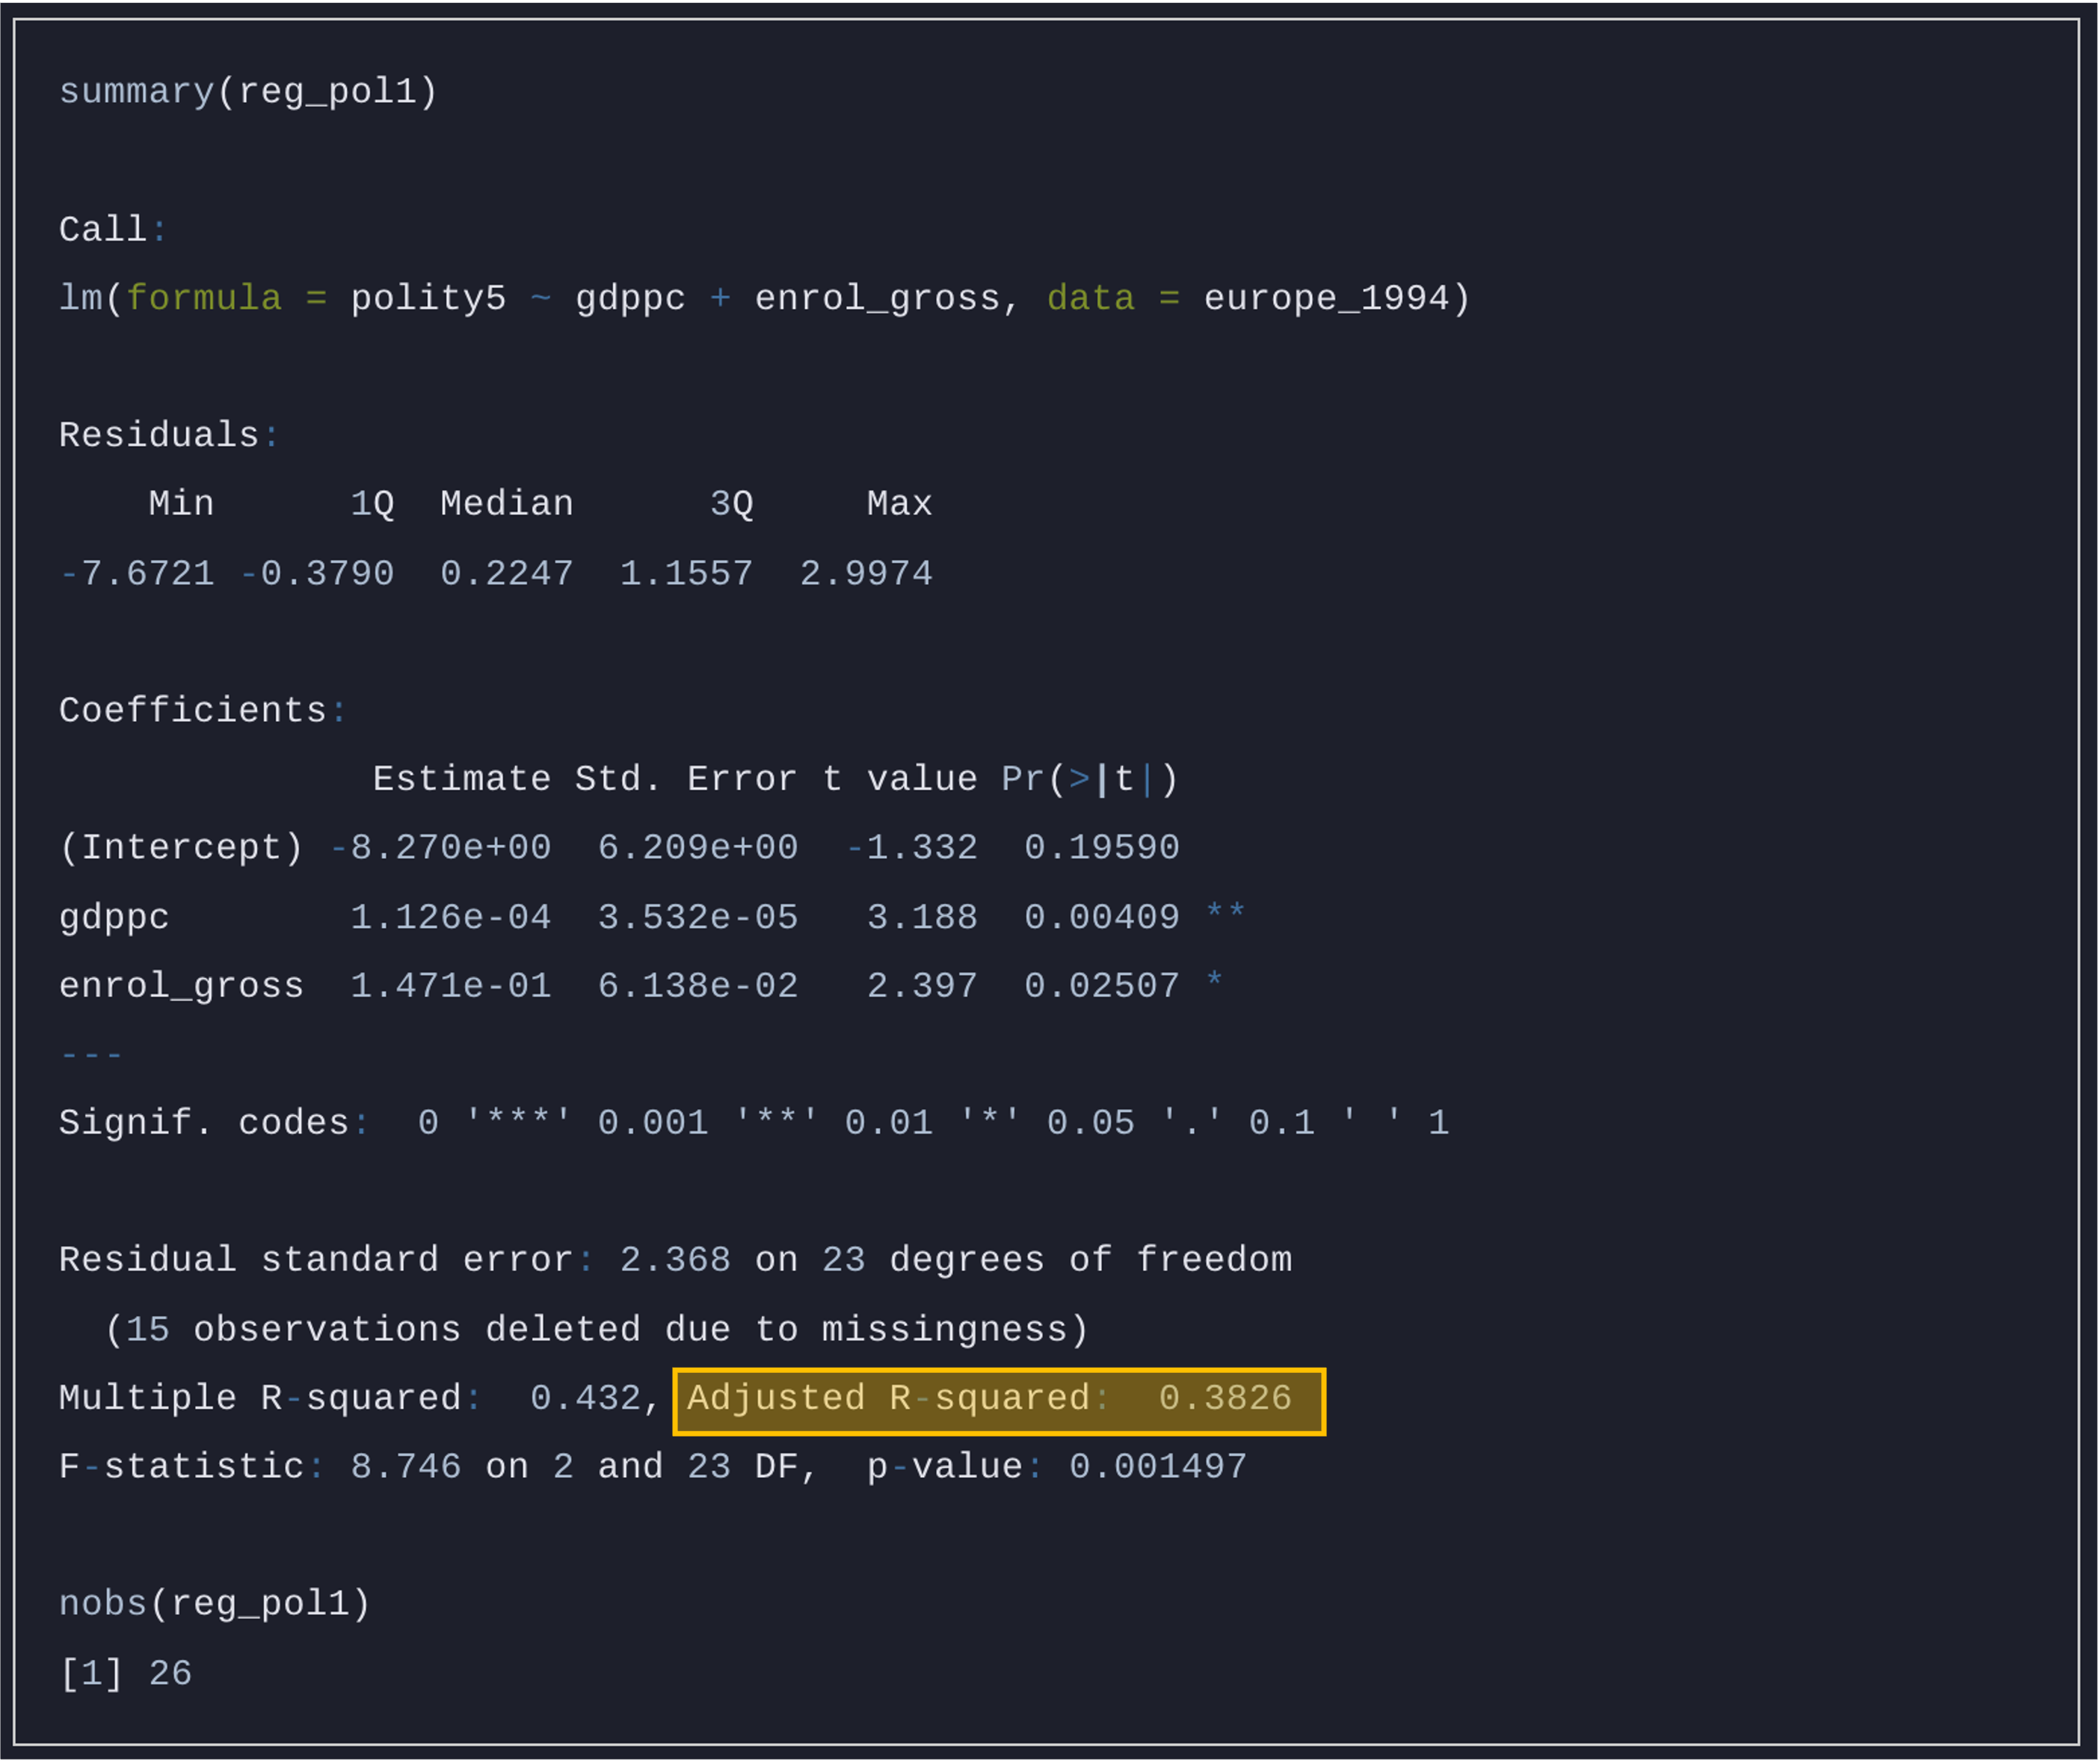 summary(reg_pol1)
Call:
lm(formula = polity5 ~ gdppc + enrol_gross, data = europe_1994)
Residuals:
    Min      1Q  Median      3Q     Max
-7.6721 -0.3790  0.2247  1.1557  2.9974
Coefficients:
              Estimate Std. Error t value Pr(>|t|)
(Intercept) -8.270e+00  6.209e+00  -1.332  0.19590
gdppc        1.126e-04  3.532e-05   3.188  0.00409 **
enrol_gross  1.471e-01  6.138e-02   2.397  0.02507 *
---
Signif. codes:  0 '***' 0.001 '**' 0.01 '*' 0.05 '.' 0.1 ' ' 1
Residual standard error: 2.368 on 23 degrees of freedom
  (15 observations deleted due to missingness)
Multiple R-squared:  0.432, Adjusted R-squared:  0.3826
F-statistic: 8.746 on 2 and 23 DF,  p-value: 0.001497
nobs(reg_pol1)
[1] 26